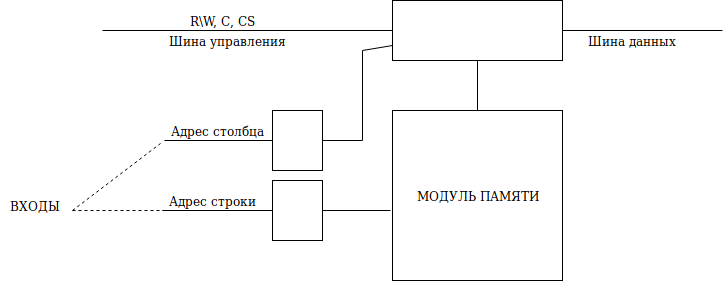 R\W, C, CS
Шина управления
Шина данных
Адрес столбца
Адрес строки
ВХОДЫ
МОДУЛЬ ПАМЯТИ